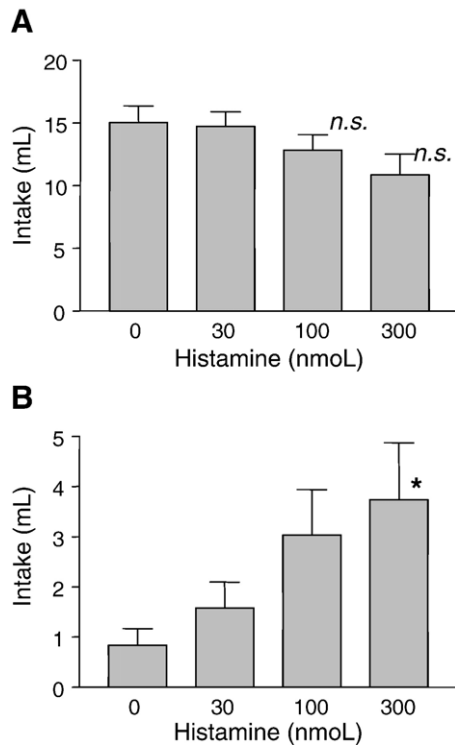 A
20
15
10
5
0
Intake (mL)
n.s.
n.s.
0 30 100 300
Histamine (nmoL)
B
5
4
3
2
1
0
Intake (mL)
*
0 30 100 300
Histamine (nmoL)